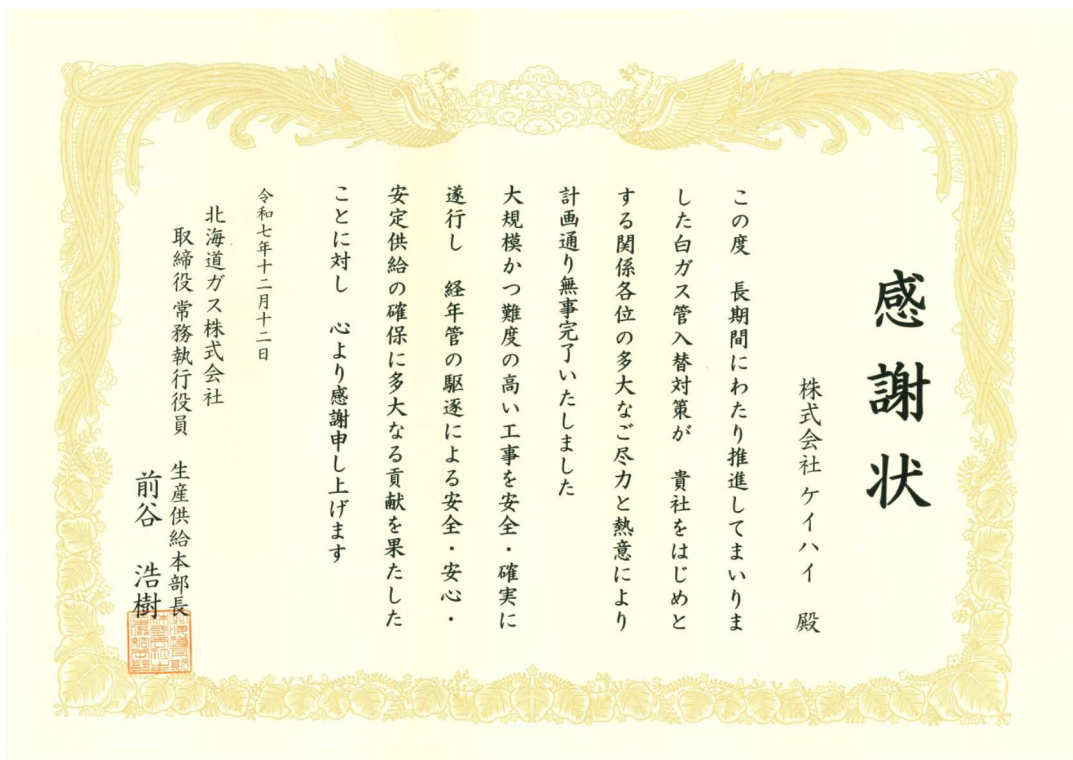 感謝状
株式会社ケイハイ 殿
この度 長期間にわたり推進してまいりま
した白ガス管入替対策が 貴社をはじめと
する関係各位の多大なご尽力と熱意により
計画通り無事完了いたしました
大規模かつ難度の高い工事を安全・確実に
遂行し 経年管の駆逐による安全・安心・
安定供給の確保に多大なる貢献を果たした
ことに対し 心より感謝申し上げます
令和七年十二月十二日
北海道ガス株式会社
取締役 常務執行役員 生産供給本部長
前谷 浩樹